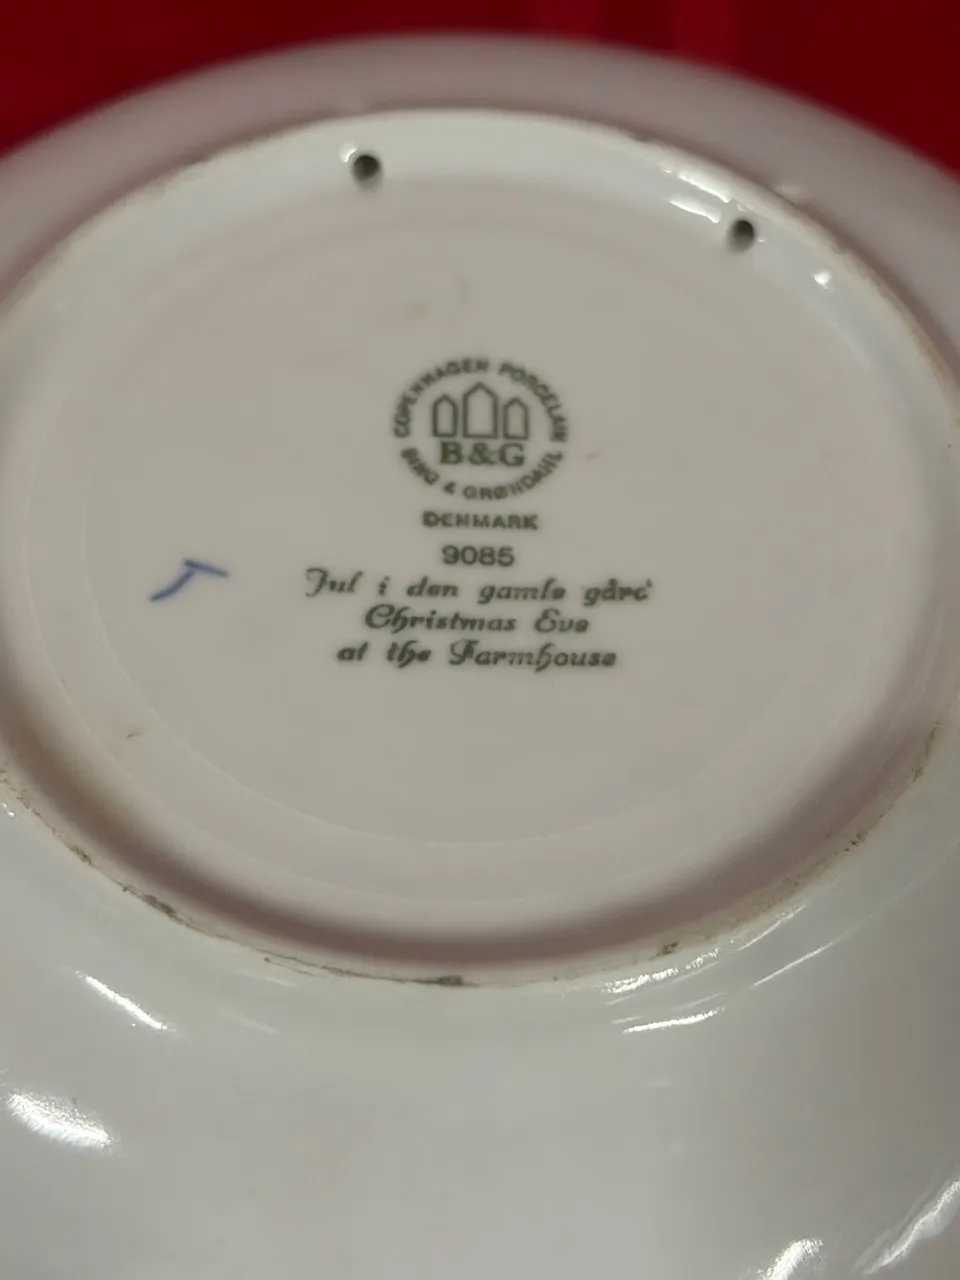 COPENHAGEN PORCELAIN
B&G
BING & GRØNDAHL
DENMARK
9085
Jul i den gamle gård
Christmas Eve
at the Farmhouse